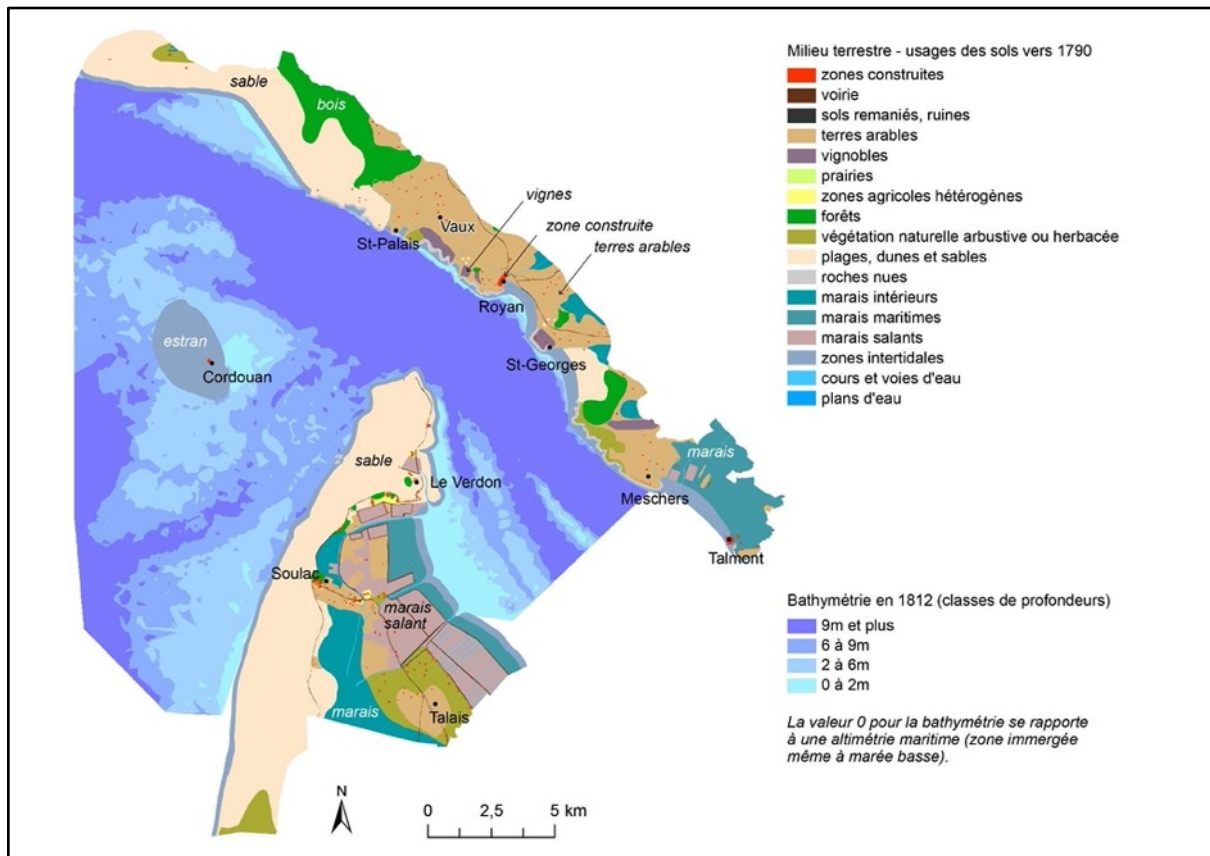 sable
bois
vignes
zone construite
terres arables
Vaux
St-Palais
Royan
St-Georges
estran
Cordouan
sable
Le Verdon
marais
Meschers
Talmont
Soulac
marais
salant
marais
Talais
N
0 2,5 5 km
Milieu terrestre - usages des sols vers 1790
zones construites
voirie
sols remaniés, ruines
terres arables
vignobles
prairies
zones agricoles hétérogènes
forêts
végétation naturelle arbustive ou herbacée
plages, dunes et sables
roches nues
marais intérieurs
marais maritimes
marais salants
zones intertidales
cours et voies d'eau
plans d'eau
Bathymétrie en 1812 (classes de profondeurs)
9m et plus
6 à 9m
2 à 6m
0 à 2m
La valeur 0 pour la bathymétrie se rapporte
à une altimétrie maritime (zone immergée
même à marée basse).